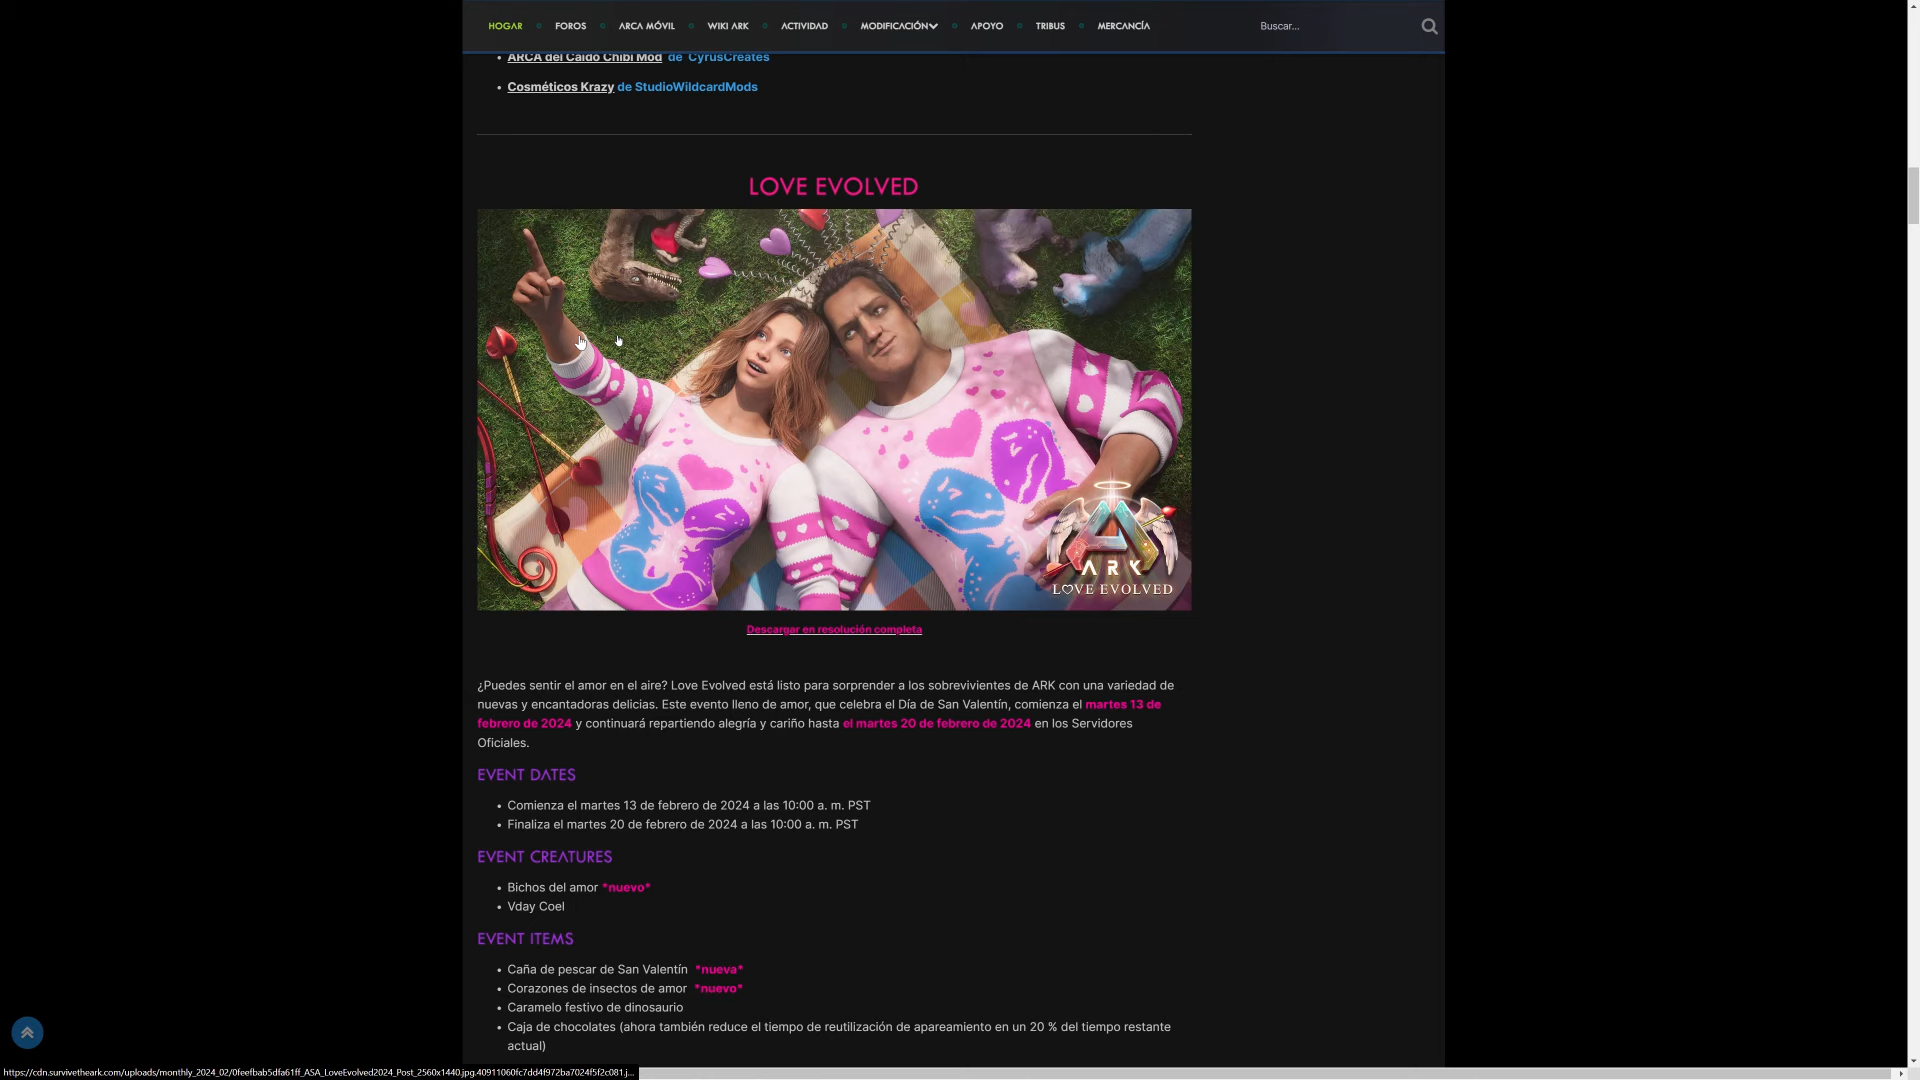 HOGAR FOROS ARCA MÓVIL WIKI ARK ACTIVIDAD MODIFICACIÓN APOYO TRIBUS MERCANCÍA Buscar...
ARCA del Caído Chibi Mod de CyrusCreates
Cosméticos Krazy de StudioWildcardMods
LOVE EVOLVED
ARK
LOVE EVOLVED
Descargar en resolución completa
¿Puedes sentir el amor en el aire? Love Evolved está listo para sorprender a los sobrevivientes de ARK con una variedad de
nuevas y encantadoras delicias. Este evento lleno de amor, que celebra el Día de San Valentín, comienza el martes 13 de
febrero de 2024 y continuará repartiendo alegría y cariño hasta el martes 20 de febrero de 2024 en los Servidores
Oficiales.
EVENT DATES
• Comienza el martes 13 de febrero de 2024 a las 10:00 a. m. PST
• Finaliza el martes 20 de febrero de 2024 a las 10:00 a. m. PST
EVENT CREATURES
• Bichos del amor *nuevo*
• Vday Coel
EVENT ITEMS
• Caña de pescar de San Valentín *nueva*
• Corazones de insectos de amor *nuevo*
• Caramelo festivo de dinosaurio
• Caja de chocolates (ahora también reduce el tiempo de reutilización de apareamiento en un 20 % del tiempo restante
actual)
https://cdn.survivetheark.com/uploads/monthly_2024_02/0feefbab5dfa61ff_ASA_LoveEvolved2024_Post_2560x1440.jpg.40911060fc7dd4f972ba7024f5f2c081.j...